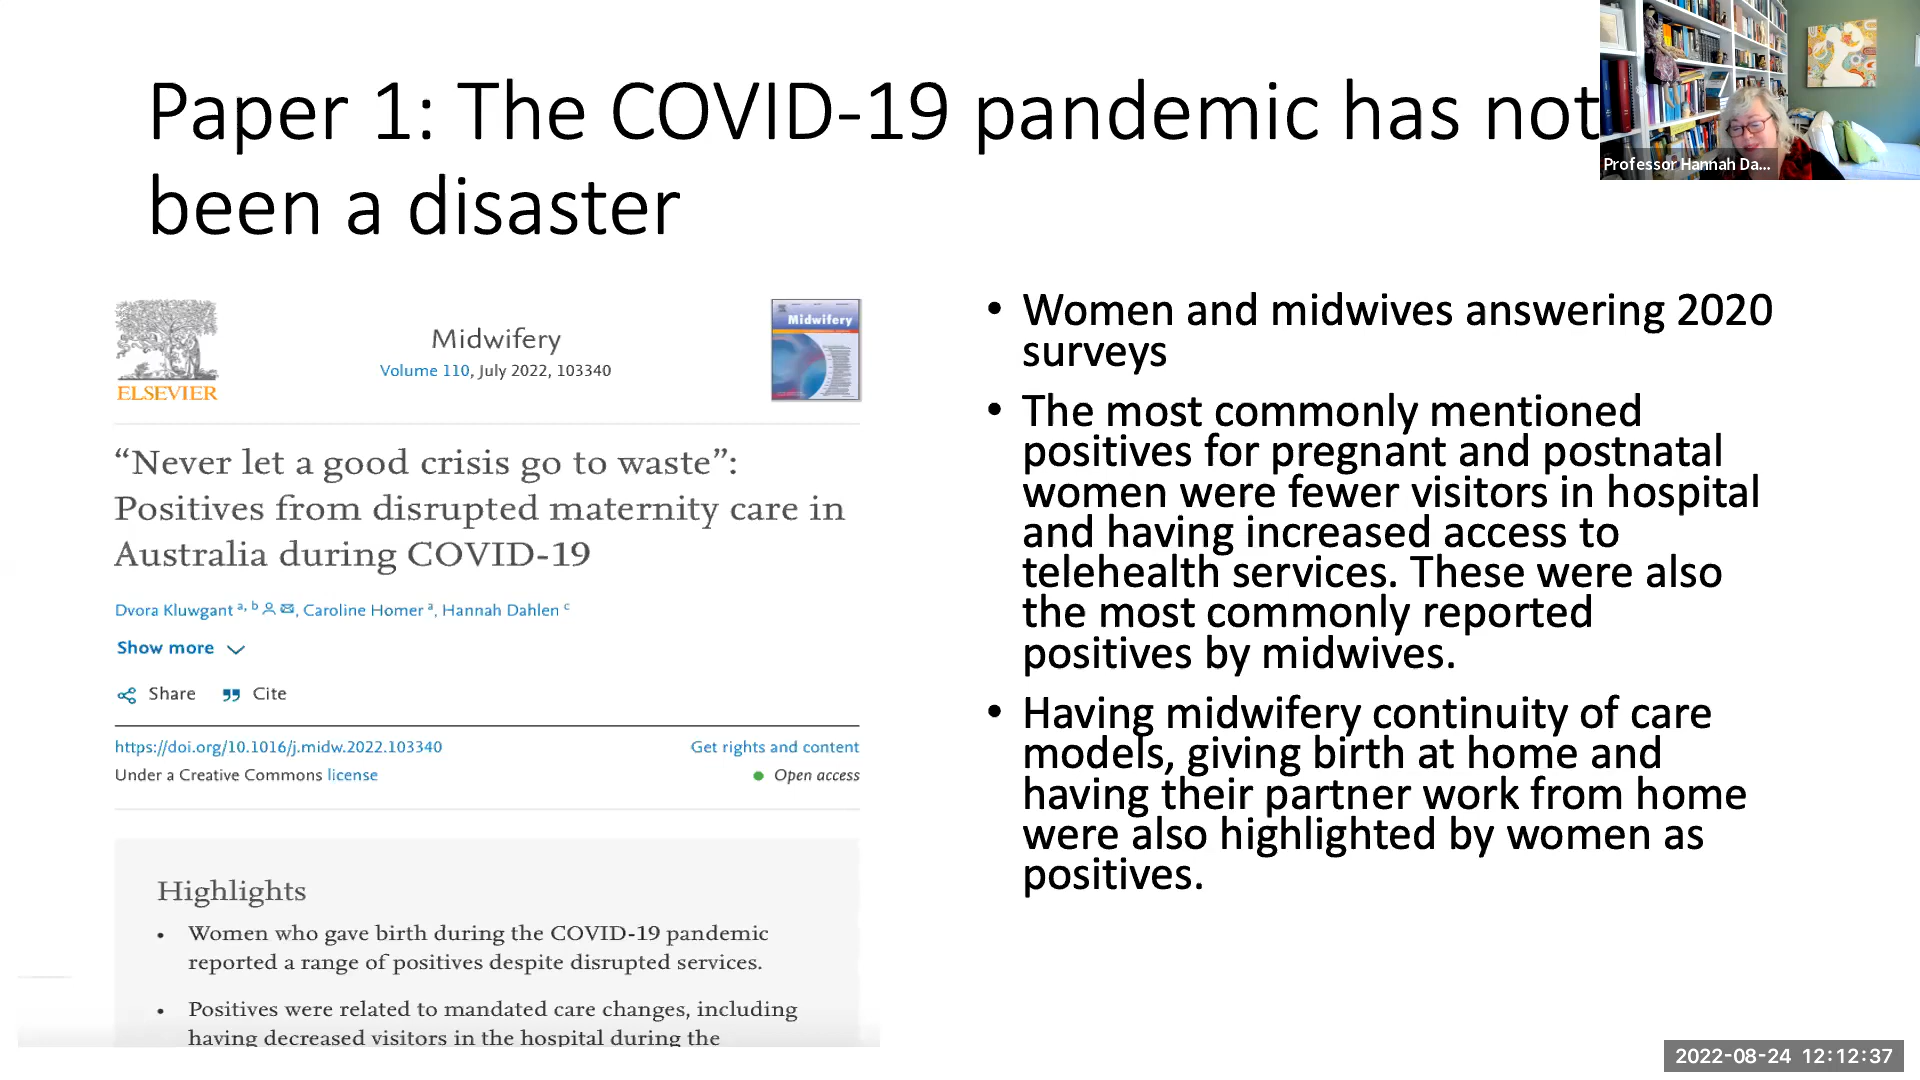 Paper 1: The COVID-19 pandemic has not
been a disaster
Professor Hannah Da...
ELSEVIER
Midwifery
Volume 110, July 2022, 103340
Midwifery
“Never let a good crisis go to waste”:
Positives from disrupted maternity care in
Australia during COVID-19
Dvora Kluwgant a, b, Caroline Homer a, Hannah Dahlen c
Show more
Share Cite
https://doi.org/10.1016/j.midw.2022.103340 Get rights and content
Under a Creative Commons license Open access
Highlights
• Women who gave birth during the COVID-19 pandemic
reported a range of positives despite disrupted services.
• Positives were related to mandated care changes, including
having decreased visitors in the hospital during the
• Women and midwives answering 2020
surveys
• The most commonly mentioned
positives for pregnant and postnatal
women were fewer visitors in hospital
and having increased access to
telehealth services. These were also
the most commonly reported
positives by midwives.
• Having midwifery continuity of care
models, giving birth at home and
having their partner work from home
were also highlighted by women as
positives.
2022-08-24 12:12:37